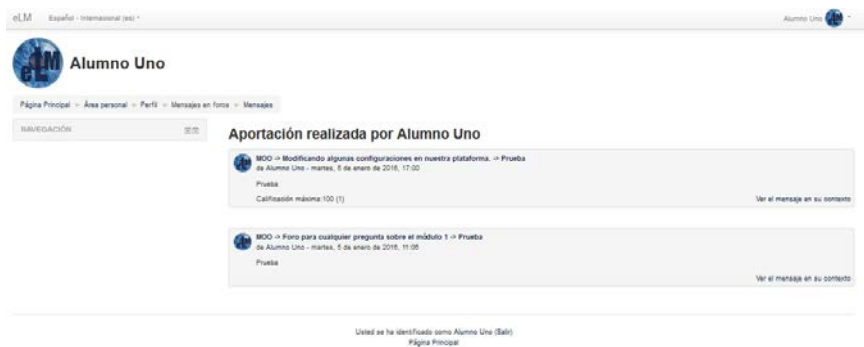 eLM Español - Internacional (es)
Alumno Uno
eLM
Alumno Uno
Página Principal Área personal Perfil Mensajes en foros Mensajes
NAVEGACIÓN
Aportación realizada por Alumno Uno
MOO -> Modificando algunas configuraciones en nuestra plataforma. -> Prueba
de Alumno Uno - martes, 5 de enero de 2016, 17:00
Prueba
Calificación máxima:100 (1)
Ver el mensaje en su contexto
MOO -> Foro para cualquier pregunta sobre el módulo 1 -> Prueba
de Alumno Uno - martes, 5 de enero de 2016, 11:06
Prueba
Ver el mensaje en su contexto
Usted se ha identificado como Alumno Uno (Salir)
Página Principal